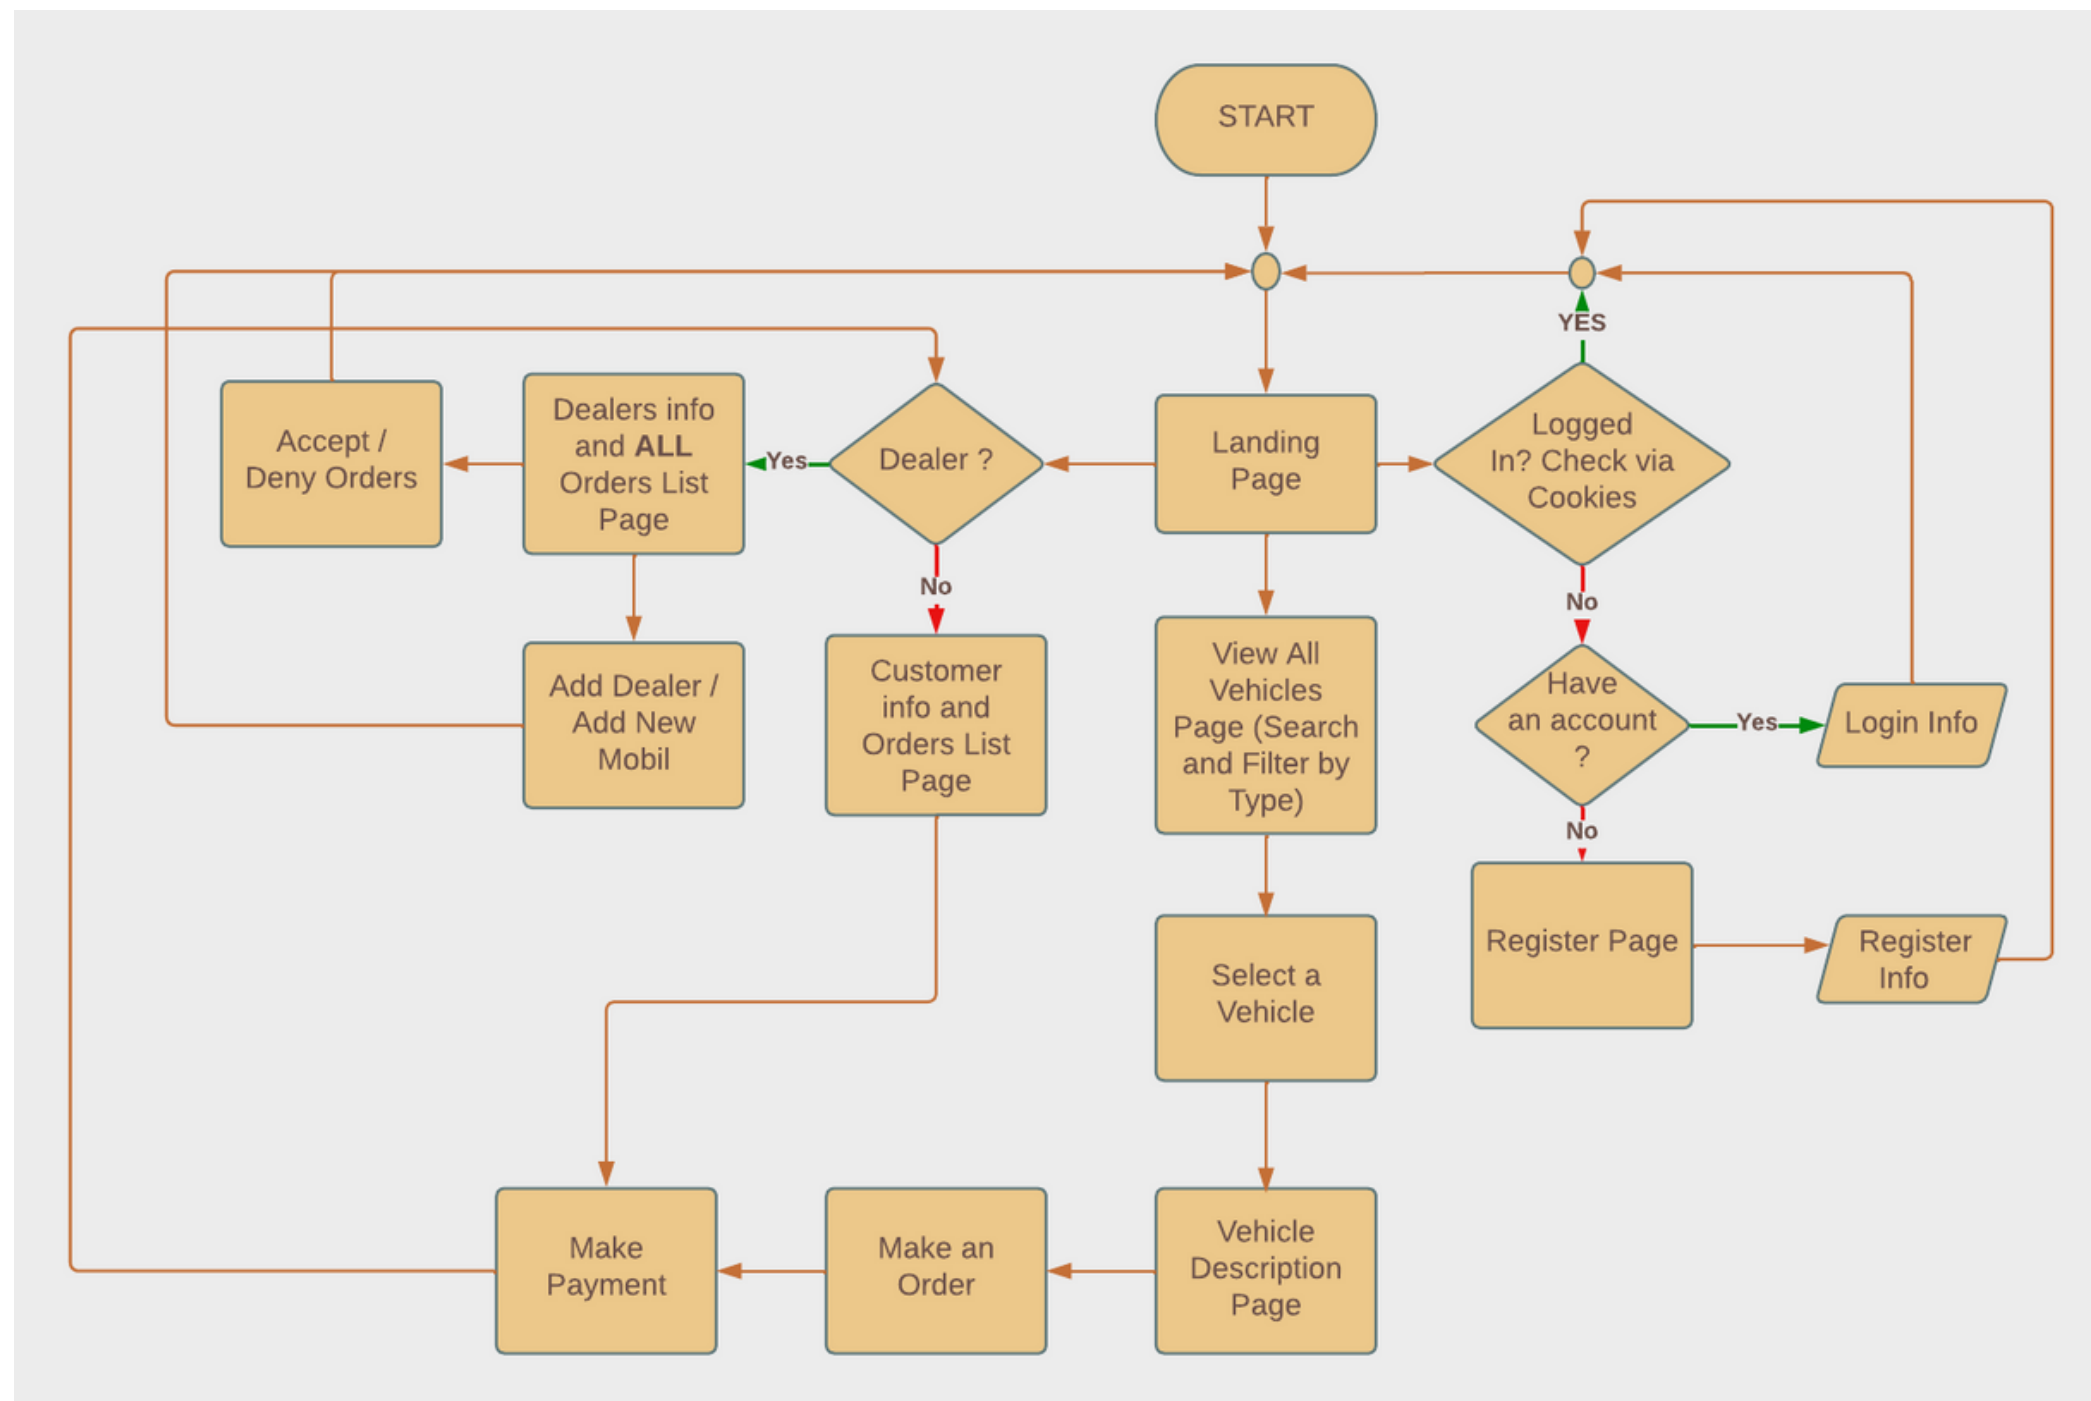 START
YES
Accept /
Deny Orders
Dealers info
and ALL
Orders List
Page
Yes
Dealer ?
Landing
Page
Logged
In? Check via
Cookies
No
No
Add Dealer /
Add New
Mobil
Customer
info and
Orders List
Page
View All
Vehicles
Page (Search
and Filter by
Type)
Have
an account
?
Yes
Login Info
No
Register Page
Register
Info
Select a
Vehicle
Make
Payment
Make an
Order
Vehicle
Description
Page